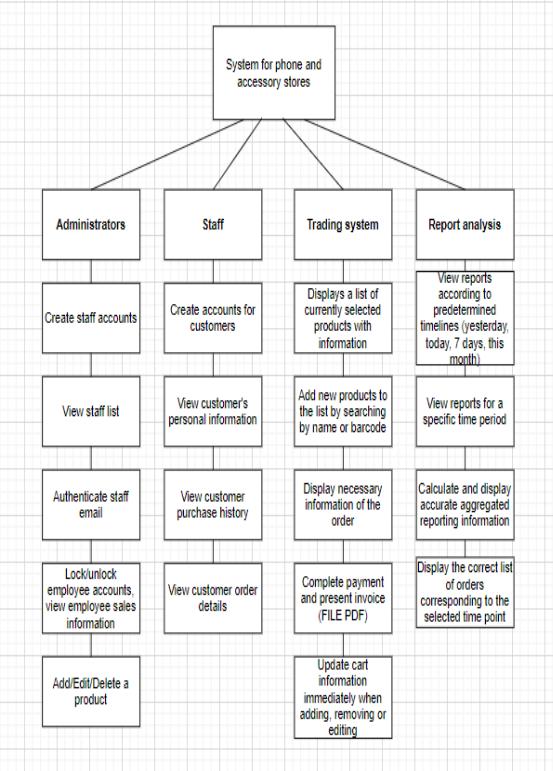 System for phone and
accessory stores
Administrators
Create staff accounts
View staff list
Authenticate staff
email
Lock/unlock
employee accounts,
view employee sales
information
Add/Edit/Delete a
product
Staff
Create accounts for
customers
View customer's
personal information
View customer
purchase history
View customer order
details
Trading system
Displays a list of
currently selected
products with
information
Add new products to
the list by searching
by name or barcode
Display necessary
information of the
order
Complete payment
and present invoice
(FILE PDF)
Update cart
information
immediately when
adding, removing or
editing
Report analysis
View reports
according to
predetermined
timelines (yesterday,
today, 7 days, this
month)
View reports for a
specific time period
Calculate and display
accurate aggregated
reporting information
Display the correct list
of orders
corresponding to the
selected time point